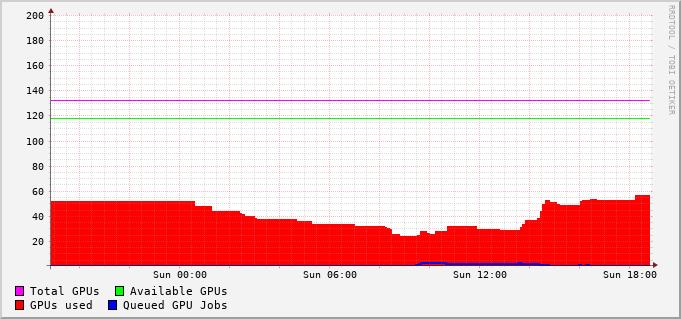 RRDTOOL / TOBI OETIKER
200
180
160
140
120
100
80
60
40
20
Sun 00:00 Sun 06:00 Sun 12:00 Sun 18:00
Total GPUs Available GPUs
GPUs used Queued GPU Jobs